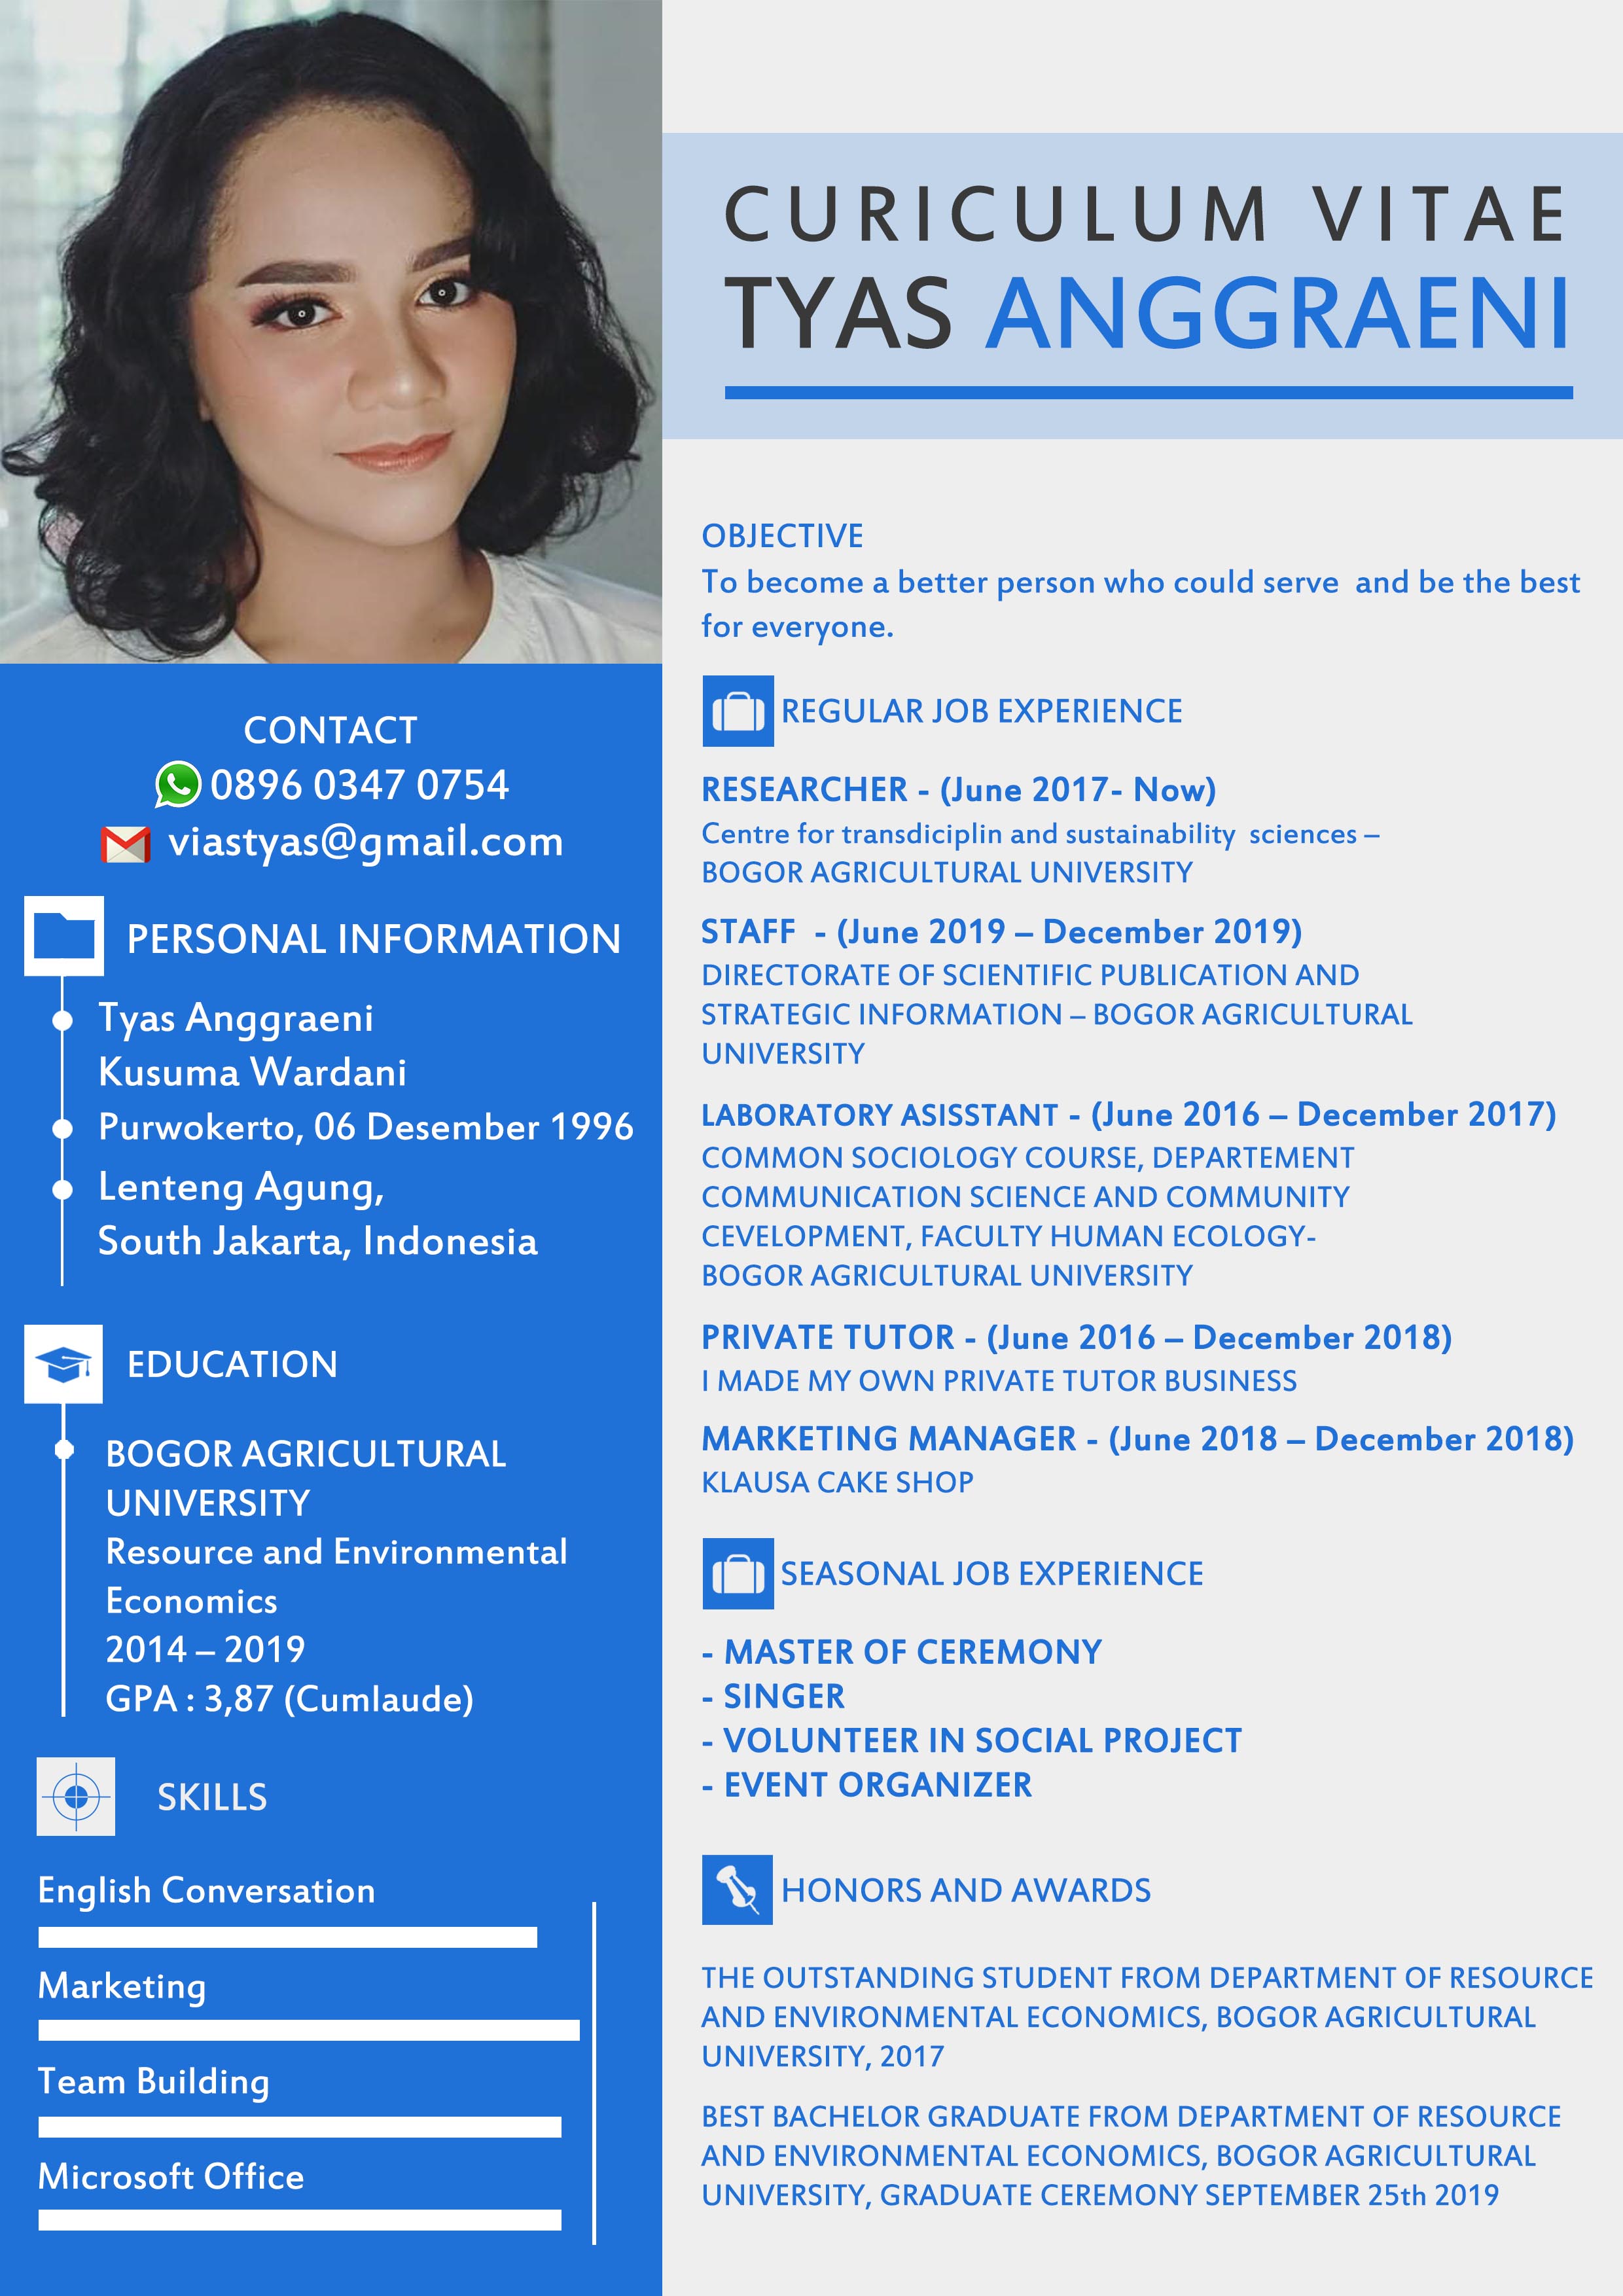 CURICULUM VITAE
TYAS ANGGRAENI
CONTACT
0896 0347 0754
viastyas@gmail.com
PERSONAL INFORMATION
Tyas Anggraeni
Kusuma Wardani
Purwokerto, 06 Desember 1996
Lenteng Agung,
South Jakarta, Indonesia
EDUCATION
BOGOR AGRICULTURAL
UNIVERSITY
Resource and Environmental
Economics
2014 – 2019
GPA : 3,87 (Cumlaude)
SKILLS
English Conversation
Marketing
Team Building
Microsoft Office
OBJECTIVE
To become a better person who could serve  and be the best
for everyone.
REGULAR JOB EXPERIENCE
RESEARCHER - (June 2017- Now)
Centre for transdiciplin and sustainability  sciences –
BOGOR AGRICULTURAL UNIVERSITY
STAFF  - (June 2019 – December 2019)
DIRECTORATE OF SCIENTIFIC PUBLICATION AND
STRATEGIC INFORMATION – BOGOR AGRICULTURAL
UNIVERSITY
LABORATORY ASISSTANT - (June 2016 – December 2017)
COMMON SOCIOLOGY COURSE, DEPARTEMENT
COMMUNICATION SCIENCE AND COMMUNITY
CEVELOPMENT, FACULTY HUMAN ECOLOGY-
BOGOR AGRICULTURAL UNIVERSITY
PRIVATE TUTOR - (June 2016 – December 2018)
I MADE MY OWN PRIVATE TUTOR BUSINESS
MARKETING MANAGER - (June 2018 – December 2018)
KLAUSA CAKE SHOP
SEASONAL JOB EXPERIENCE
- MASTER OF CEREMONY
- SINGER
- VOLUNTEER IN SOCIAL PROJECT
- EVENT ORGANIZER
HONORS AND AWARDS
THE OUTSTANDING STUDENT FROM DEPARTMENT OF RESOURCE
AND ENVIRONMENTAL ECONOMICS, BOGOR AGRICULTURAL
UNIVERSITY, 2017
BEST BACHELOR GRADUATE FROM DEPARTMENT OF RESOURCE
AND ENVIRONMENTAL ECONOMICS, BOGOR AGRICULTURAL
UNIVERSITY, GRADUATE CEREMONY SEPTEMBER 25th 2019